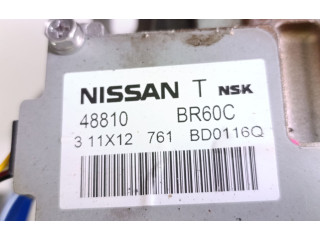 NISSAN T NSK
48810 BR60C
3 11X12 761 BD0116Q